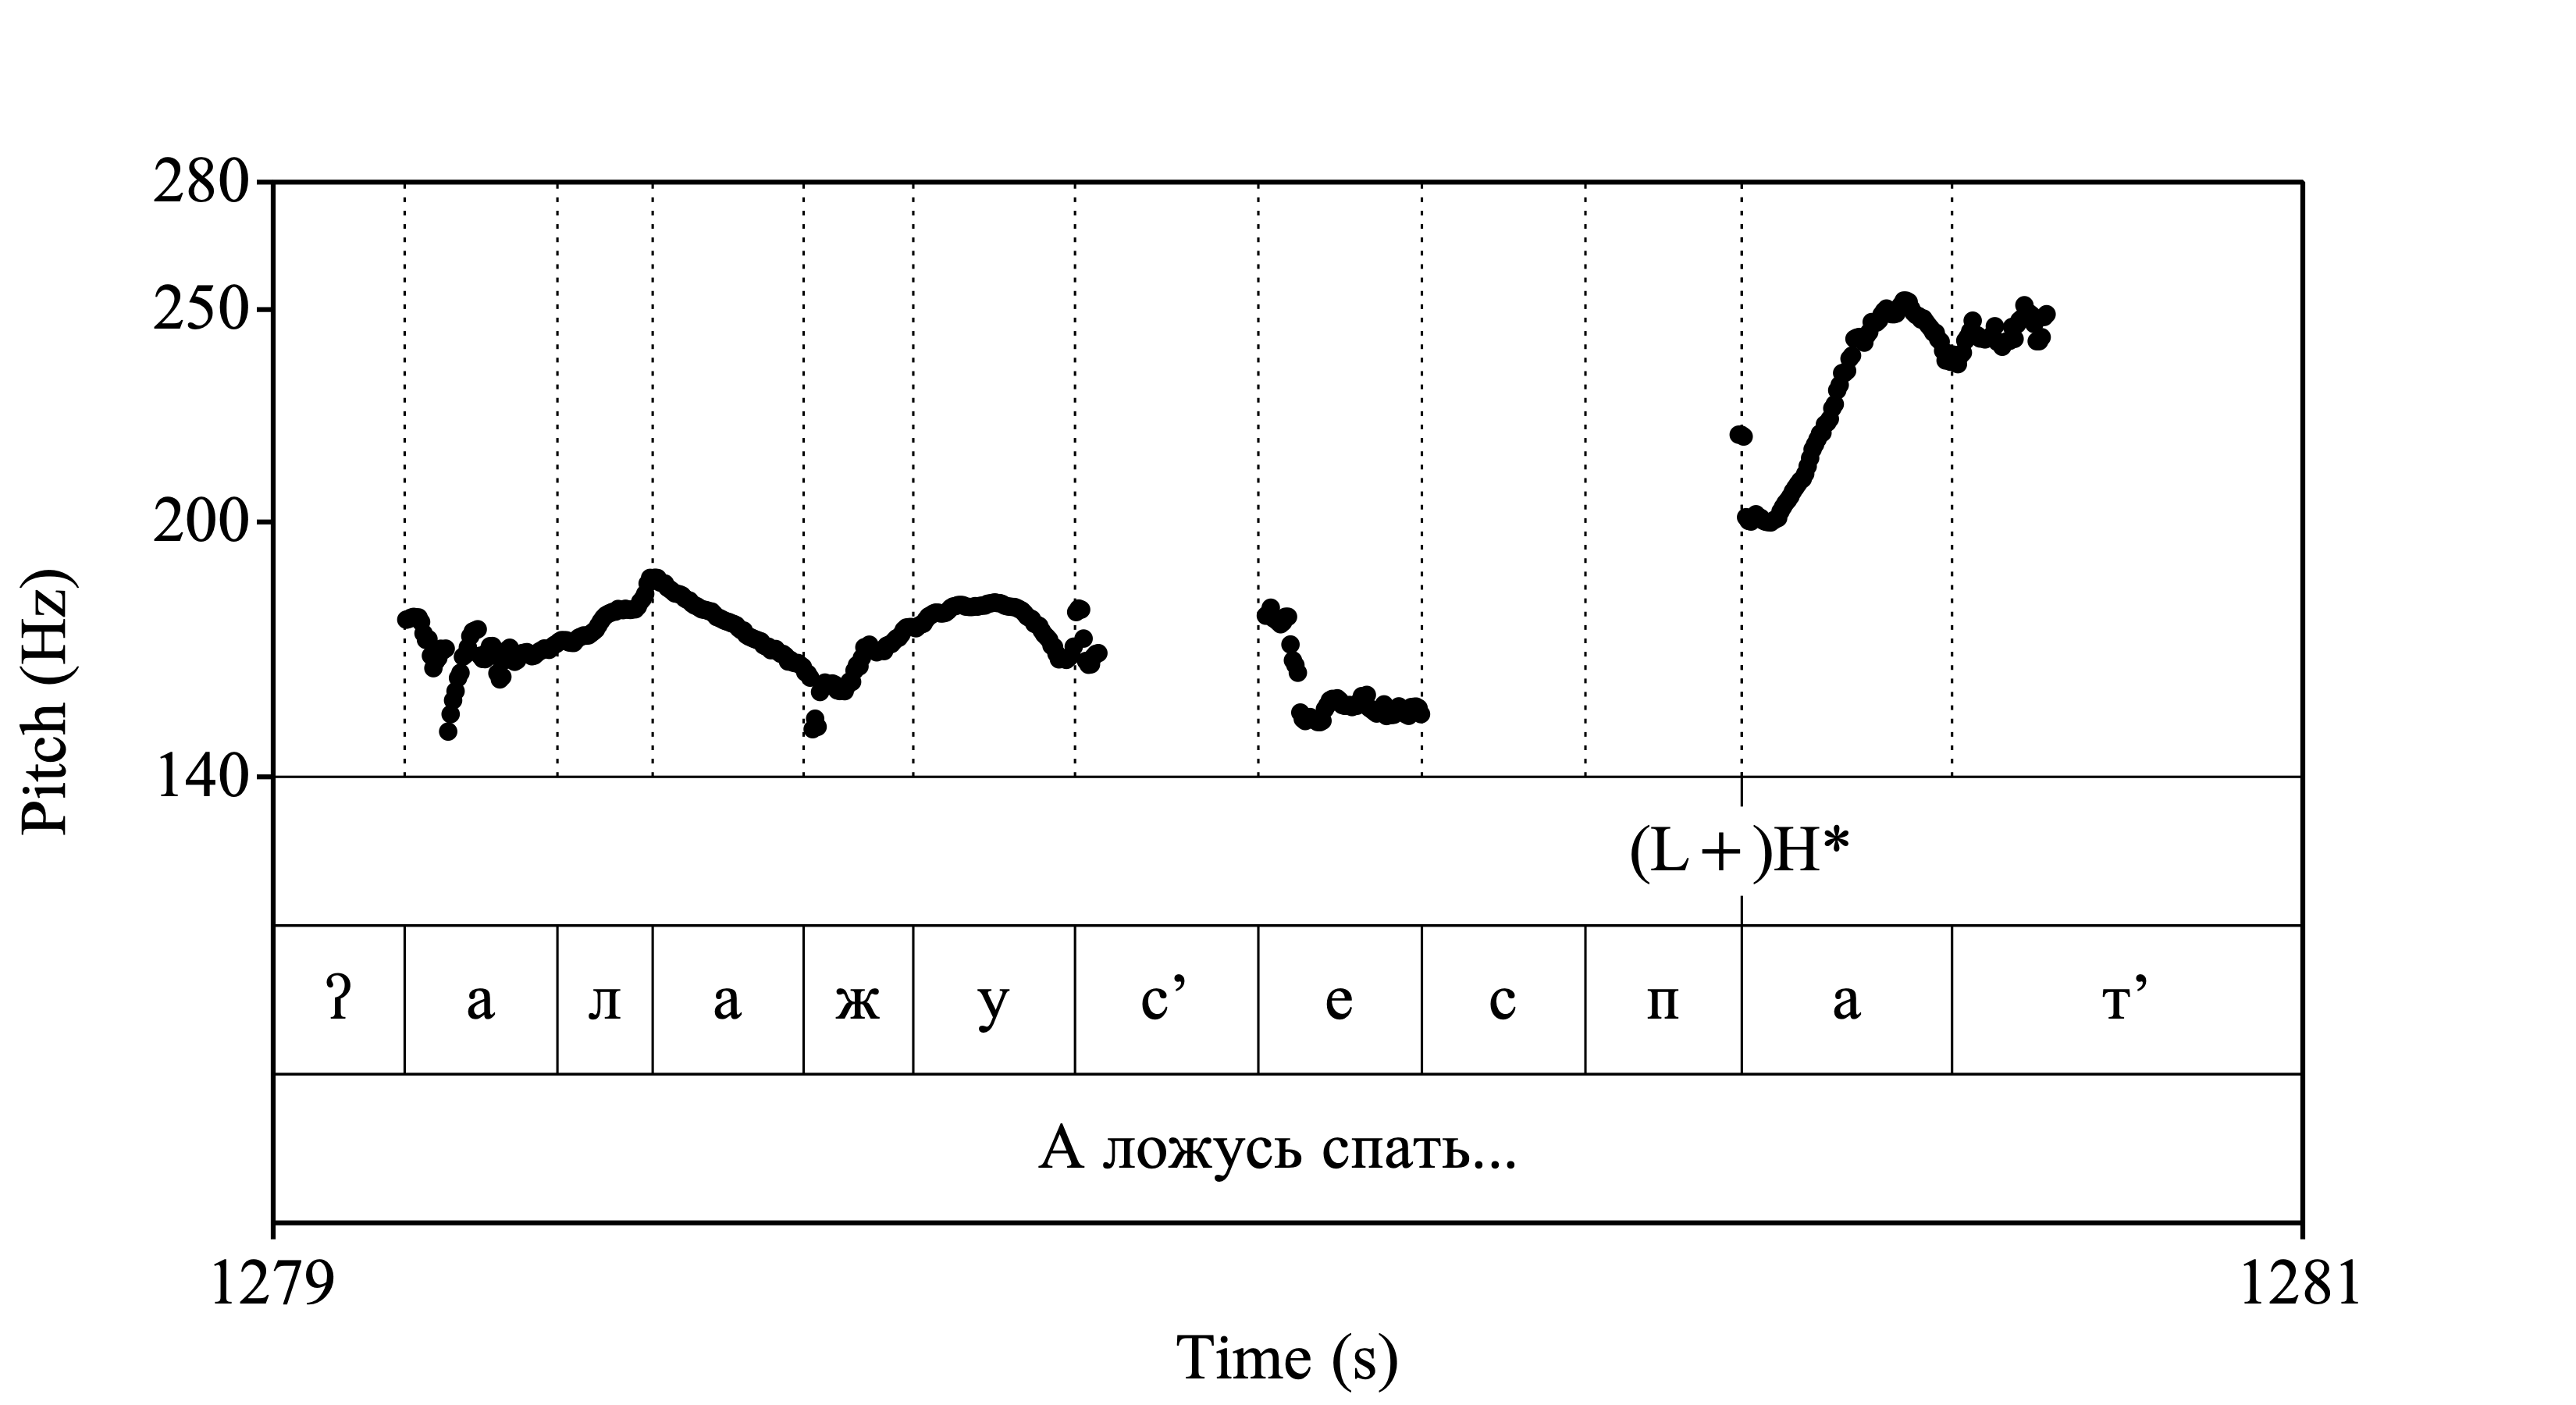 280
250
200
140
Pitch (Hz)
(L+)H*
ʔ а л а ж у с’ е с п а т’
А ложусь спать...
1279 1281
Time (s)